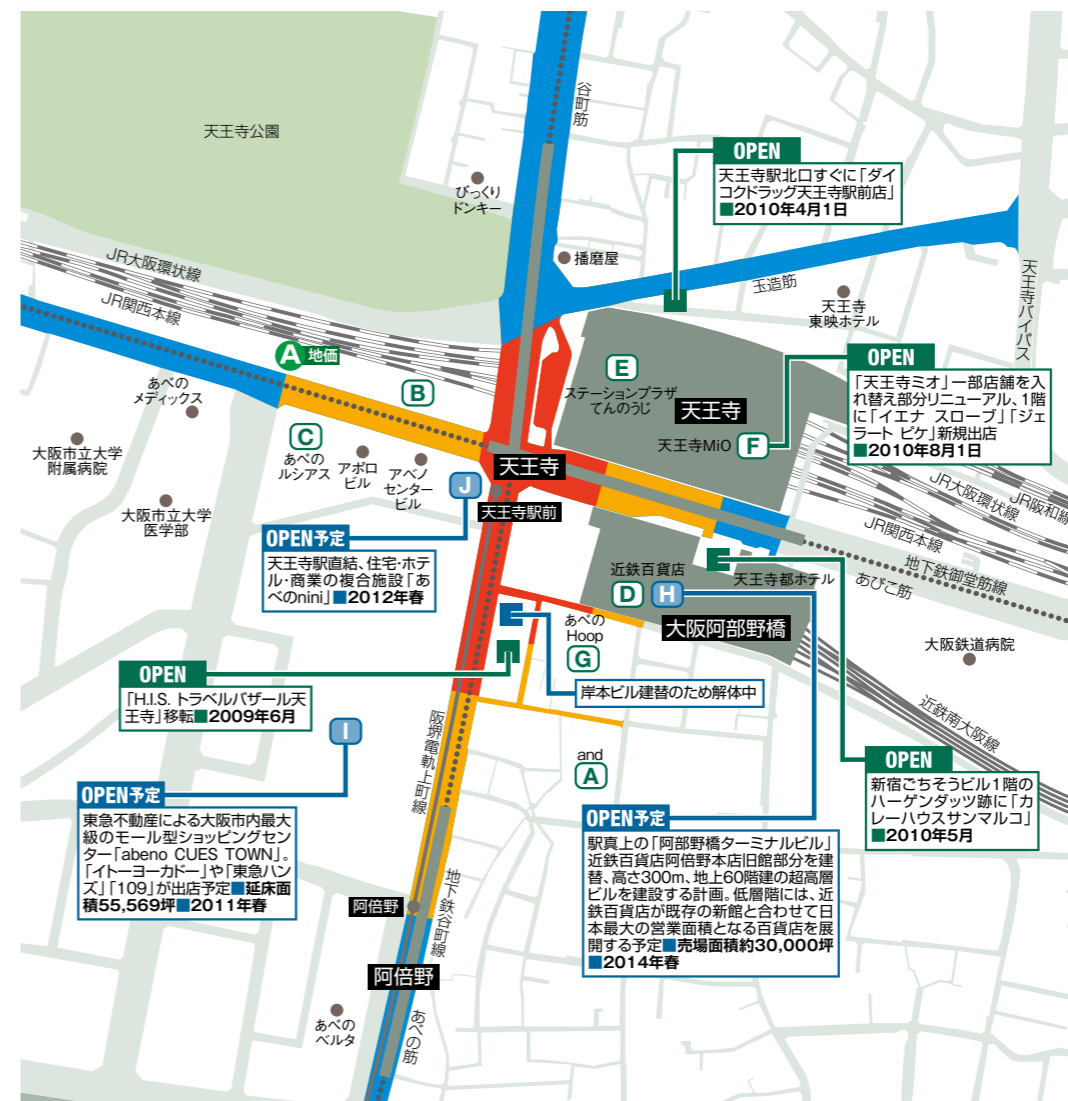 谷町筋
天王寺公園
OPEN
天王寺駅北口すぐに「ダイ
コクドラッグ天王寺駅前店」
■2010年4月1日
びっくり
ドンキー
播磨屋
JR大阪環状線
JR関西本線
玉造筋
天王寺バイパス
天王寺
東映ホテル
A 地価
あべの
メディックス
B
E
ステーションプラザ
てんのうじ
天王寺
OPEN
「天王寺ミオ」一部店舗を入
れ替え部分リニューアル、1階
に「イエナ スローブ」「ジェ
ラート ピケ」新規出店
■2010年8月1日
天王寺MiO F
大阪市立大学
附属病院
C
あべの
ルシアス
アポロ
ビル
アベノ
センター
ビル
天王寺
J
天王寺駅前
大阪市立大学
医学部
JR阪和線
JR大阪環状線
JR関西本線
地下鉄御堂筋線
あびこ筋
OPEN予定
天王寺駅直結、住宅・ホテ
ル・商業の複合施設「あ
べのnini」■2012年春
近鉄百貨店
D H
天王寺都ホテル
大阪阿部野橋
あべの
Hoop
G
大阪鉄道病院
OPEN
「H.I.S. トラベルバザール天
王寺」移転■2009年6月
岸本ビル建替のため解体中
近鉄南大阪線
I
阪堺電軌上町線
and
A
OPEN
新宿ごちそうビル1階の
ハーゲンダッツ跡に「カ
レーハウスサンマルコ」
■2010年5月
OPEN予定
東急不動産による大阪市内最大
級のモール型ショッピングセン
ター「abeno CUES TOWN」。
「イトーヨーカドー」や「東急ハン
ズ」「109」が出店予定■延床面
積55,569坪■2011年春
OPEN予定
駅真上の「阿部野橋ターミナルビル」
近鉄百貨店阿倍野本店旧館部分を建
替、高さ300m、地上60階建の超高層
ビルを建設する計画。低層階には、近
鉄百貨店が既存の新館と合わせて日
本最大の営業面積となる百貨店を展
開する予定■売場面積約30,000坪
■2014年春
地下鉄谷町線
阿倍野
阿倍野
あべの
ベルタ
あべの筋